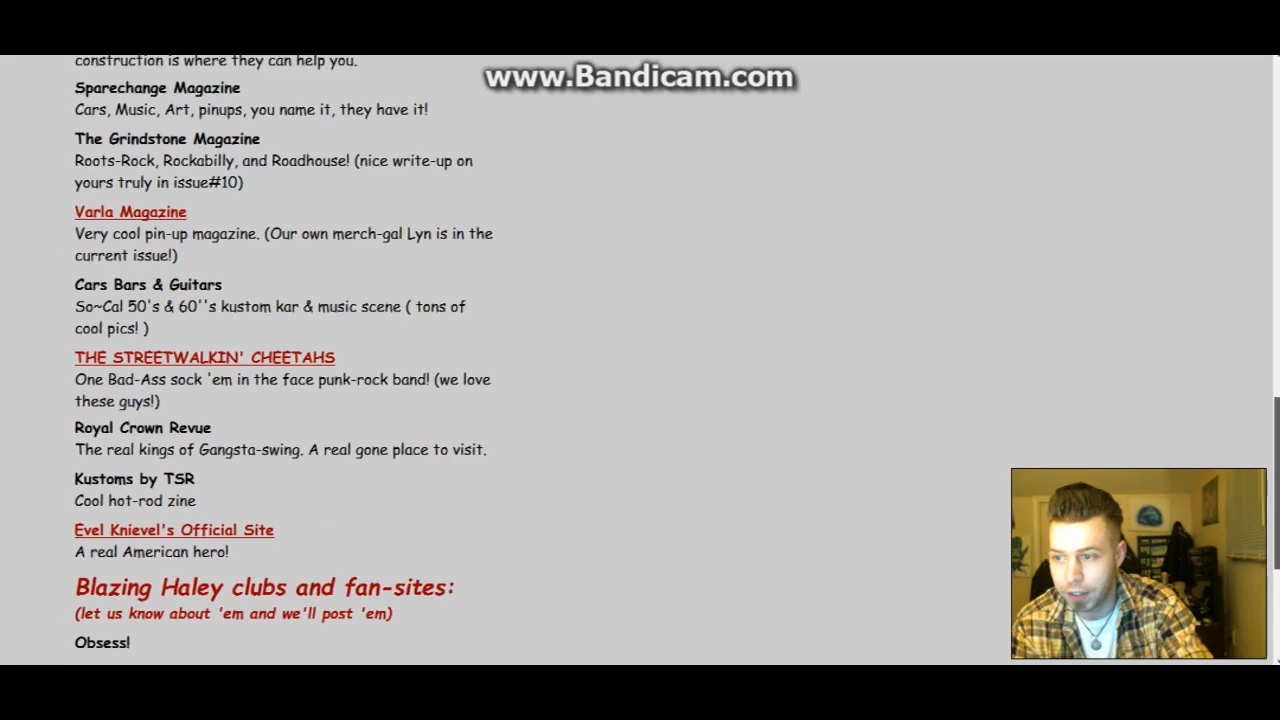 construction is where they can help you.
www.Bandicam.com
Sparechange Magazine
Cars, Music, Art, pinups, you name it, they have it!
The Grindstone Magazine
Roots-Rock, Rockabilly, and Roadhouse! (nice write-up on
yours truly in issue#10)
Varla Magazine
Very cool pin-up magazine. (Our own merch-gal Lyn is in the
current issue!)
Cars Bars & Guitars
So~Cal 50's & 60''s kustom kar & music scene ( tons of
cool pics! )
THE STREETWALKIN' CHEETAHS
One Bad-Ass sock 'em in the face punk-rock band! (we love
these guys!)
Royal Crown Revue
The real kings of Gangsta-swing. A real gone place to visit.
Kustoms by TSR
Cool hot-rod zine
Evel Knievel's Official Site
A real American hero!
Blazing Haley clubs and fan-sites:
(let us know about 'em and we'll post 'em)
Obsess!